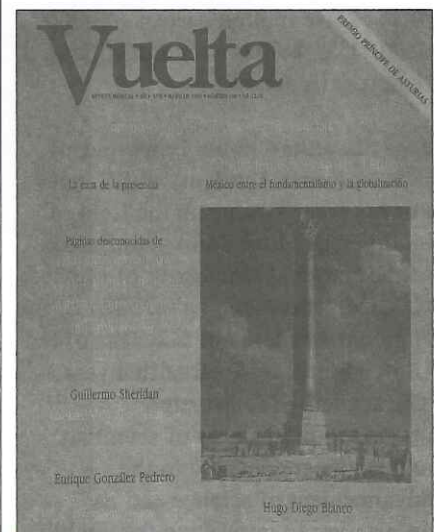 Vuelta
PREMIO PRÍNCIPE DE ASTURIAS
La casa de la presencia
México entre el fundamentalismo y la globalización
Páginas desconocidas de
Guillermo Sheridan
Enrique González Pedrero
Hugo Diego Blanco